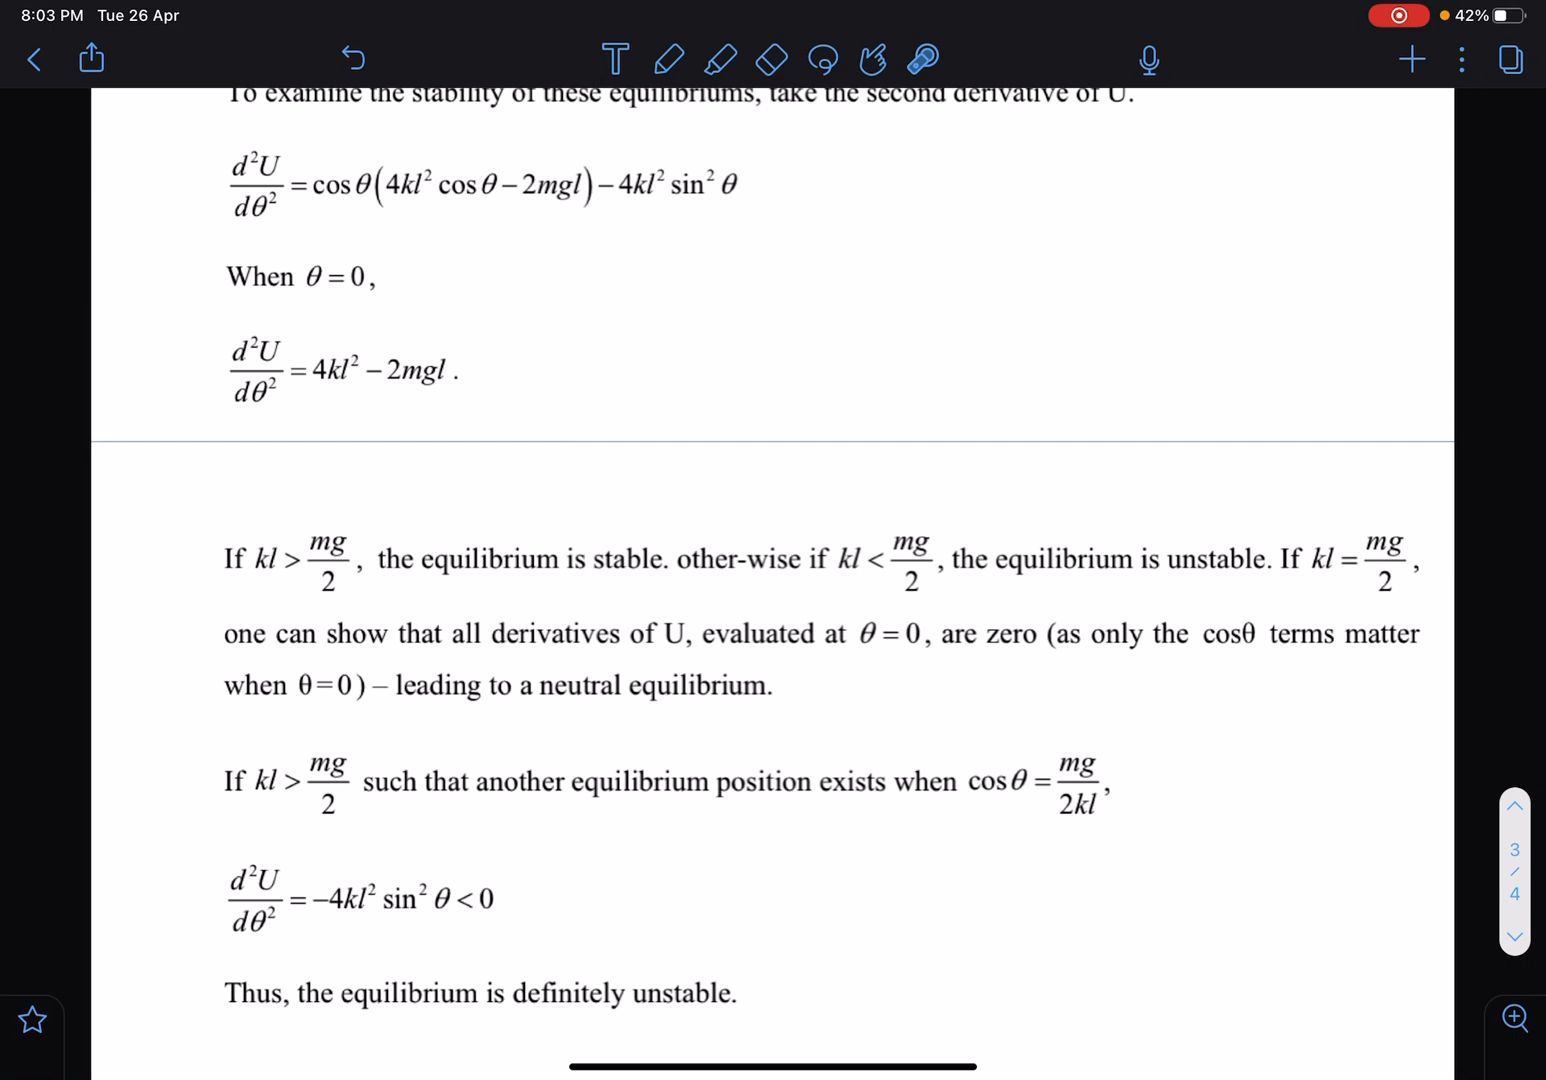 8:03 PM Tue 26 Apr
42%
To examine the stability of these equilibriums, take the second derivative of U.
d²U/dθ² = cos θ(4kl² cos θ − 2mgl) − 4kl² sin² θ
When θ = 0,
d²U/dθ² = 4kl² − 2mgl .
If kl > mg/2 , the equilibrium is stable. other-wise if kl < mg/2 , the equilibrium is unstable. If kl = mg/2 ,
one can show that all derivatives of U, evaluated at θ = 0, are zero (as only the cosθ terms matter
when θ=0) – leading to a neutral equilibrium.
If kl > mg/2 such that another equilibrium position exists when cos θ = mg/2kl ,
d²U/dθ² = −4kl² sin² θ < 0
Thus, the equilibrium is definitely unstable.
3
/
4